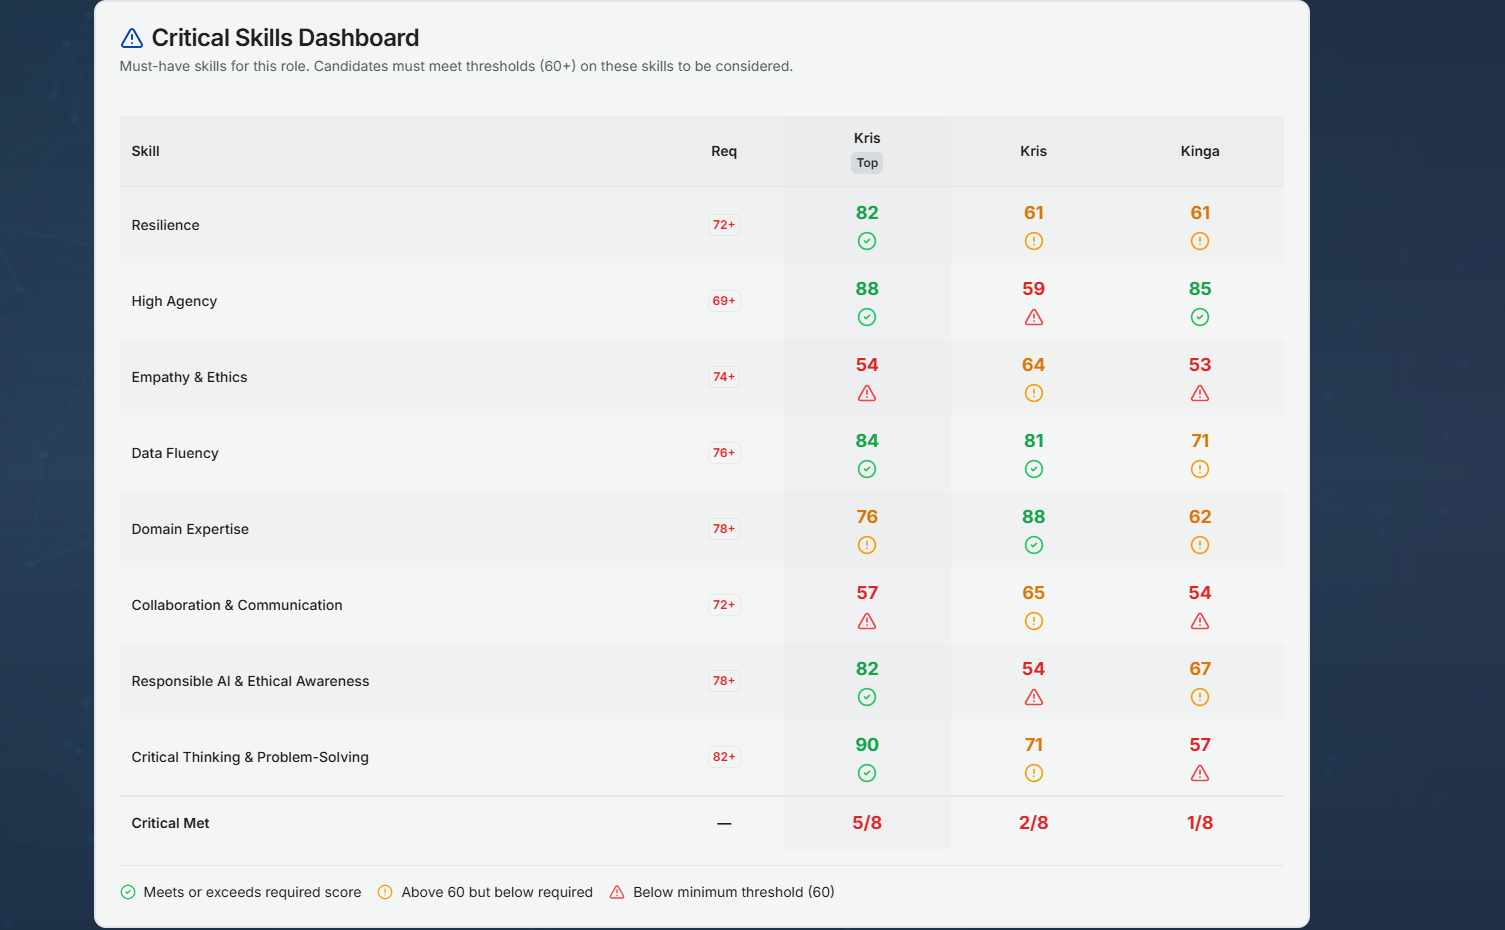 Critical Skills Dashboard
Must-have skills for this role. Candidates must meet thresholds (60+) on these skills to be considered.
Skill Req Kris Top Kris Kinga
Resilience 72+ 82 61 61
High Agency 69+ 88 59 85
Empathy & Ethics 74+ 54 64 53
Data Fluency 76+ 84 81 71
Domain Expertise 78+ 76 88 62
Collaboration & Communication 72+ 57 65 54
Responsible AI & Ethical Awareness 78+ 82 54 67
Critical Thinking & Problem-Solving 82+ 90 71 57
Critical Met — 5/8 2/8 1/8
Meets or exceeds required score Above 60 but below required Below minimum threshold (60)